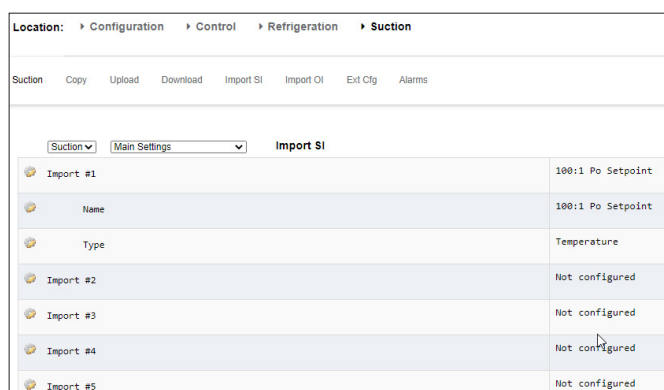 Location: Configuration Control Refrigeration Suction
Suction Copy Upload Download Import SI Import OI Ext Cfg Alarms
Suction Main Settings Import SI
Import #1 100:1 Po Setpoint
Name 100:1 Po Setpoint
Type Temperature
Import #2 Not configured
Import #3 Not configured
Import #4 Not configured
Import #5 Not configured